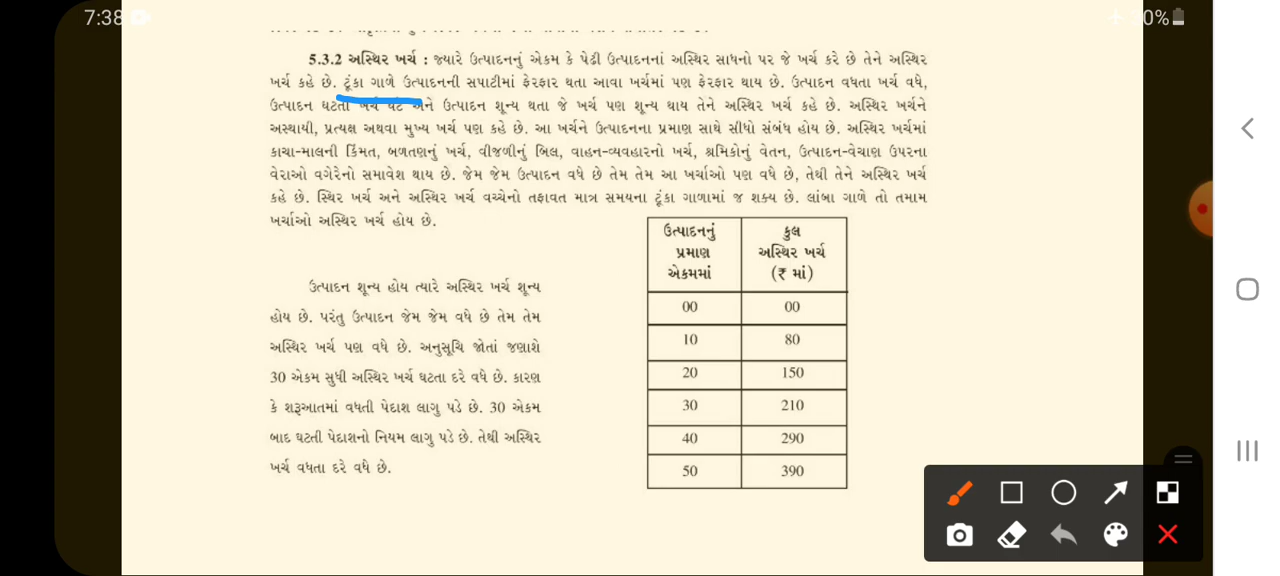 7:38
0%
5.3.2 અસ્થિર ખર્ચ : જ્યારે ઉત્પાદનનું એકમ કે પેઢી ઉત્પાદનનાં અસ્થિર સાધનો પર જે ખર્ચ કરે છે તેને અસ્થિર
ખર્ચ કહે છે. ટૂંકા ગાળે ઉત્પાદનની સપાટીમાં ફેરફાર થતા આવા ખર્ચમાં પણ ફેરફાર થાય છે. ઉત્પાદન વધતા ખર્ચ વધે,
ઉત્પાદન ઘટતા ખર્ચ ઘટે અને ઉત્પાદન શૂન્ય થતા જે ખર્ચ પણ શૂન્ય થાય તેને અસ્થિર ખર્ચ કહે છે. અસ્થિર ખર્ચને
અસ્થાયી, પ્રત્યક્ષ અથવા મુખ્ય ખર્ચ પણ કહે છે. આ ખર્ચને ઉત્પાદનના પ્રમાણ સાથે સીધો સંબંધ હોય છે. અસ્થિર ખર્ચમાં
કાચા-માલની કિંમત, બળતણનું ખર્ચ, વીજળીનું બિલ, વાહન-વ્યવહારનો ખર્ચ, શ્રમિકોનું વેતન, ઉત્પાદન-વેચાણ ઉપરના
વેરાઓ વગેરેનો સમાવેશ થાય છે. જેમ જેમ ઉત્પાદન વધે છે તેમ તેમ આ ખર્ચાઓ પણ વધે છે, તેથી તેને અસ્થિર ખર્ચ
કહે છે. સ્થિર ખર્ચ અને અસ્થિર ખર્ચ વચ્ચેનો તફાવત માત્ર સમયના ટૂંકા ગાળામાં જ શક્ય છે. લાંબા ગાળે તો તમામ
ખર્ચાઓ અસ્થિર ખર્ચ હોય છે.
ઉત્પાદન શૂન્ય હોય ત્યારે અસ્થિર ખર્ચ શૂન્ય
હોય છે. પરંતુ ઉત્પાદન જેમ જેમ વધે છે તેમ તેમ
અસ્થિર ખર્ચ પણ વધે છે. અનુસૂચિ જોતાં જણાશે
30 એકમ સુધી અસ્થિર ખર્ચ ઘટતા દરે વધે છે. કારણ
કે શરૂઆતમાં વધતી પેદાશ લાગુ પડે છે. 30 એકમ
બાદ ઘટતી પેદાશનો નિયમ લાગુ પડે છે. તેથી અસ્થિર
ખર્ચ વધતા દરે વધે છે.
ઉત્પાદનનું કુલ
પ્રમાણ અસ્થિર ખર્ચ
એકમમાં (₹ માં)
00 00
10 80
20 150
30 210
40 290
50 390